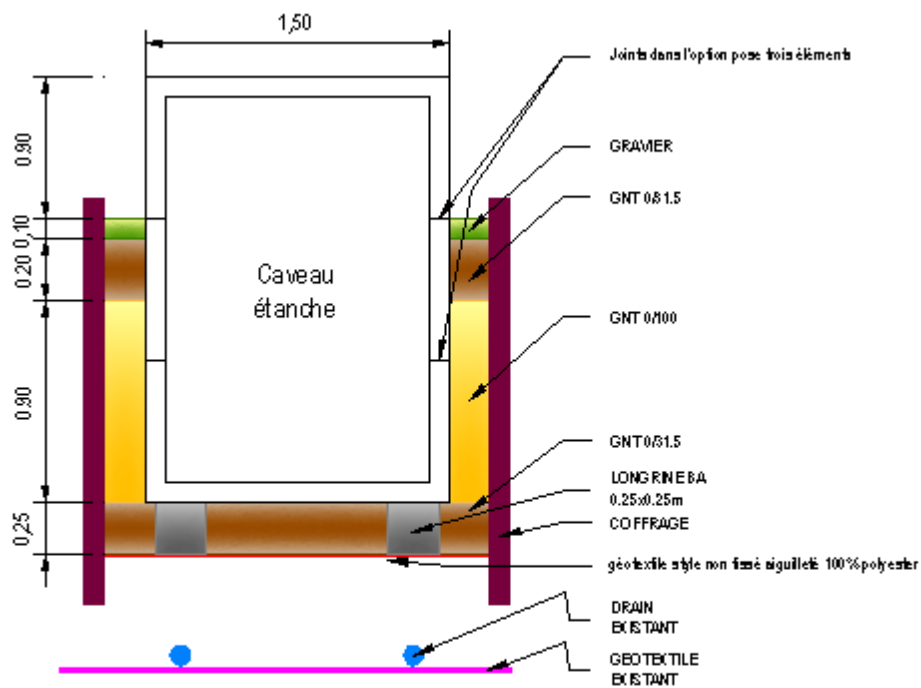 1,50
Joints dans l'option pose trois éléments
0.90
GRAVIER
GNT 0/31.5
0,10
0.20
Caveau
étanche
GNT 0/100
0.90
GNT 0/31.5
LONGRINE BA
0.25x0.25m
0,25
COFFRAGE
géotextile style non tissé aiguilleté 100% polyester
DRAIN
EXISTANT
GEOTEXTILE
EXISTANT